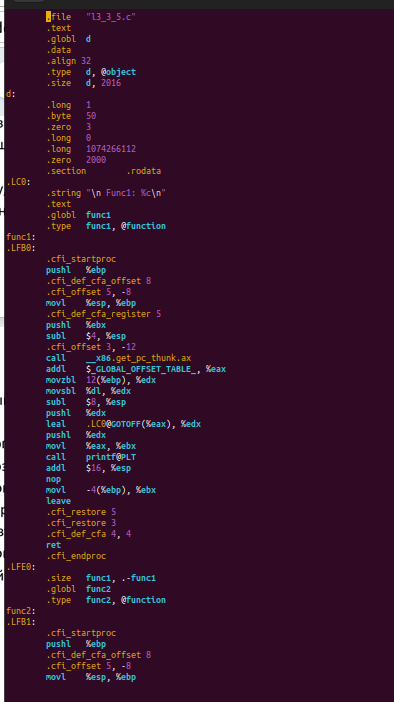 .file "l3_3_5.c"
.text
.globl d
.data
.align 32
.type d, @object
.size d, 2016
d:
.long 1
.byte 50
.zero 3
.long 0
.long 1074266112
.zero 2000
.section .rodata
.LC0:
.string "\n Func1: %c\n"
.text
.globl func1
.type func1, @function
func1:
.LFB0:
.cfi_startproc
pushl %ebp
.cfi_def_cfa_offset 8
.cfi_offset 5, -8
movl %esp, %ebp
.cfi_def_cfa_register 5
pushl %ebx
subl $4, %esp
.cfi_offset 3, -12
call __x86.get_pc_thunk.ax
addl $_GLOBAL_OFFSET_TABLE_, %eax
movzbl 12(%ebp), %edx
movsbl %dl, %edx
subl $8, %esp
pushl %edx
leal .LC0@GOTOFF(%eax), %edx
pushl %edx
movl %eax, %ebx
call printf@PLT
addl $16, %esp
nop
movl -4(%ebp), %ebx
leave
.cfi_restore 5
.cfi_restore 3
.cfi_def_cfa 4, 4
ret
.cfi_endproc
.LFE0:
.size func1, .-func1
.globl func2
.type func2, @function
func2:
.LFB1:
.cfi_startproc
pushl %ebp
.cfi_def_cfa_offset 8
.cfi_offset 5, -8
movl %esp, %ebp